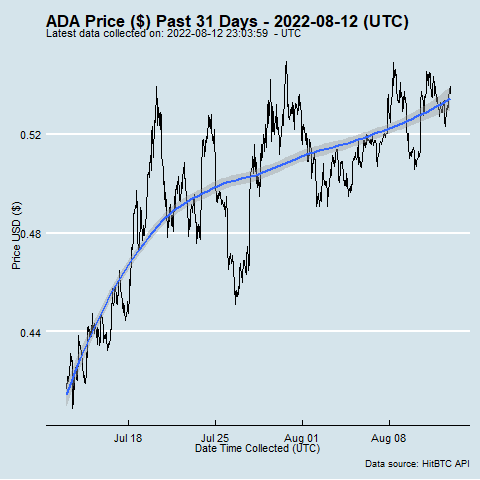 ADA Price ($) Past 31 Days - 2022-08-12 (UTC)
Latest data collected on: 2022-08-12 23:03:59 - UTC
0.52
0.48
0.44
Price USD ($)
Jul 18 Jul 25 Aug 01 Aug 08
Date Time Collected (UTC)
Data source: HitBTC API